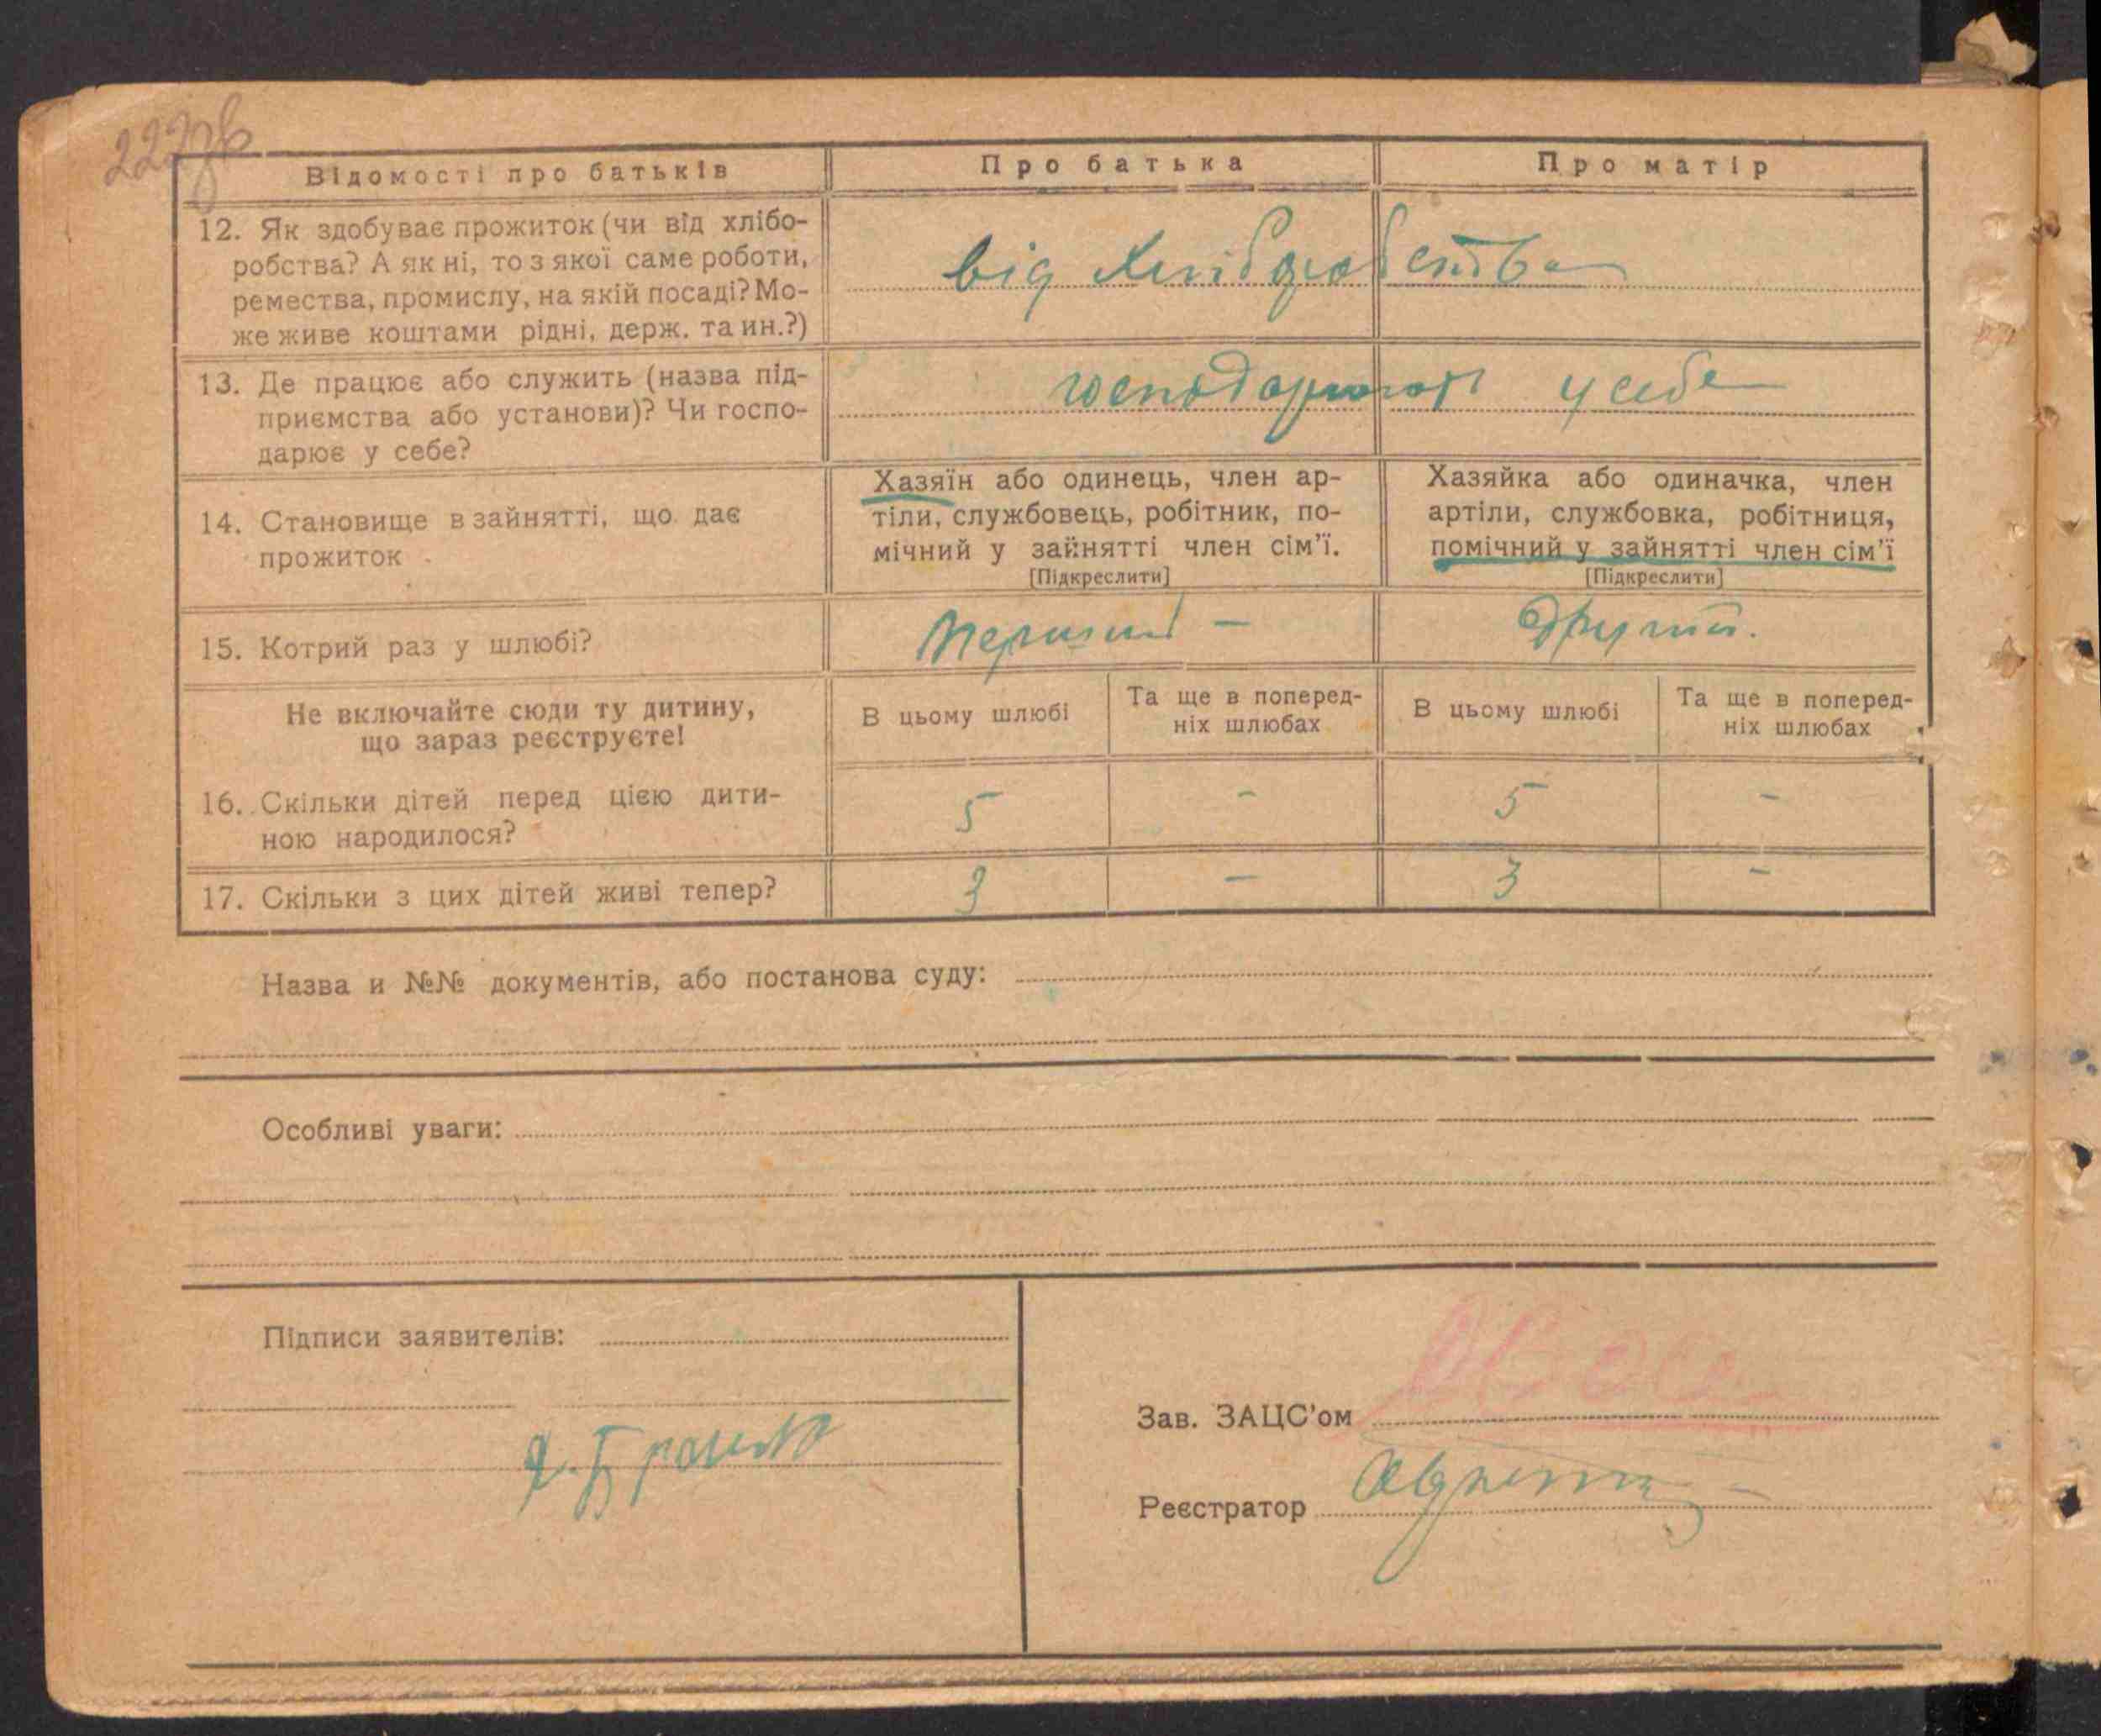 222зв
Відомості про батьків
Про батька
Про матір
12. Як здобуває прожиток (чи від хлібо-
робства? А як ні, то з якої саме роботи,
ремества, промислу, на якій посаді? Мо-
же живе коштами рідні, держ. та ин.?)
від хліборобства
13. Де працює або служить (назва під-
приємства або установи)? Чи госпо-
дарює у себе?
господарюють у себе
14. Становище в зайнятті, що дає
прожиток
Хазяїн або одинець, член ар-
тіли, службовець, робітник, по-
мічний у зайнятті член сім'ї.
[Підкреслити]
Хазяйка або одиначка, член
артіли, службовка, робітниця,
помічний у зайнятті член сім'ї
[Підкреслити]
15. Котрий раз у шлюбі?
Перший –
Другий.
Не включайте сюди ту дитину,
що зараз реєструєте!
В цьому шлюбі
Та ще в поперед-
ніх шлюбах
В цьому шлюбі
Та ще в поперед-
ніх шлюбах
16. Скільки дітей перед цією дити-
ною народилося?
5 - 5 -
17. Скільки з цих дітей живі тепер?
3 - 3 -
Назва и №№ документів, або постанова суду:
Особливі уваги:
Підписи заявителів:
Зав. ЗАЦС'ом
Реєстратор